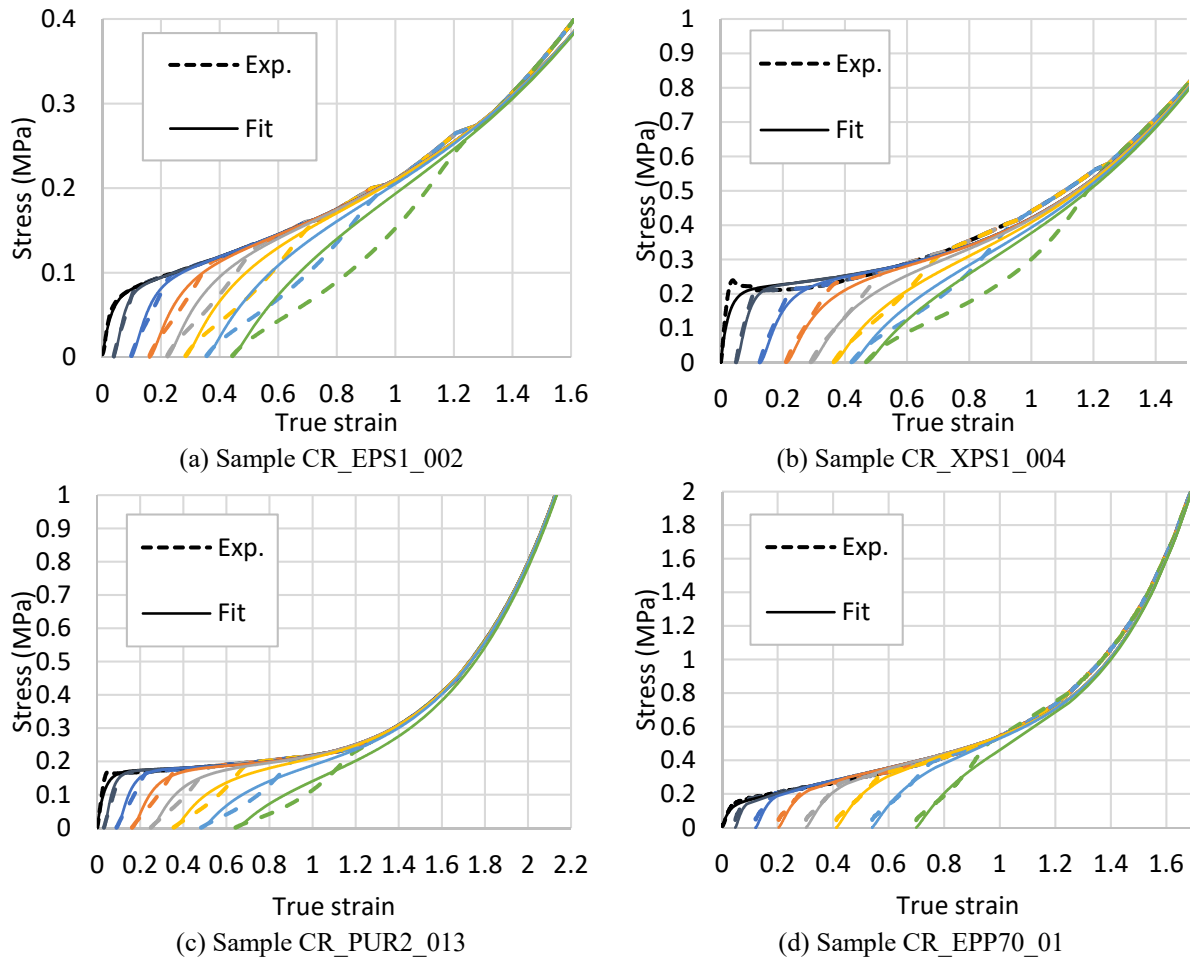 0.4
0.3
0.2
0.1
0
Stress (MPa)
Exp.
Fit
0 0.2 0.4 0.6 0.8 1 1.2 1.4 1.6
True strain
(a) Sample CR_EPS1_002
1
0.9
0.8
0.7
0.6
0.5
0.4
0.3
0.2
0.1
0
Stress (MPa)
Exp.
Fit
0 0.2 0.4 0.6 0.8 1 1.2 1.4
True strain
(b) Sample CR_XPS1_004
1
0.9
0.8
0.7
0.6
0.5
0.4
0.3
0.2
0.1
0
Stress (MPa)
Exp.
Fit
0 0.2 0.4 0.6 0.8 1 1.2 1.4 1.6 1.8 2 2.2
True strain
(c) Sample CR_PUR2_013
2
1.8
1.6
1.4
1.2
1
0.8
0.6
0.4
0.2
0
Stress (MPa)
Exp.
Fit
0 0.2 0.4 0.6 0.8 1 1.2 1.4 1.6
True strain
(d) Sample CR_EPP70_01